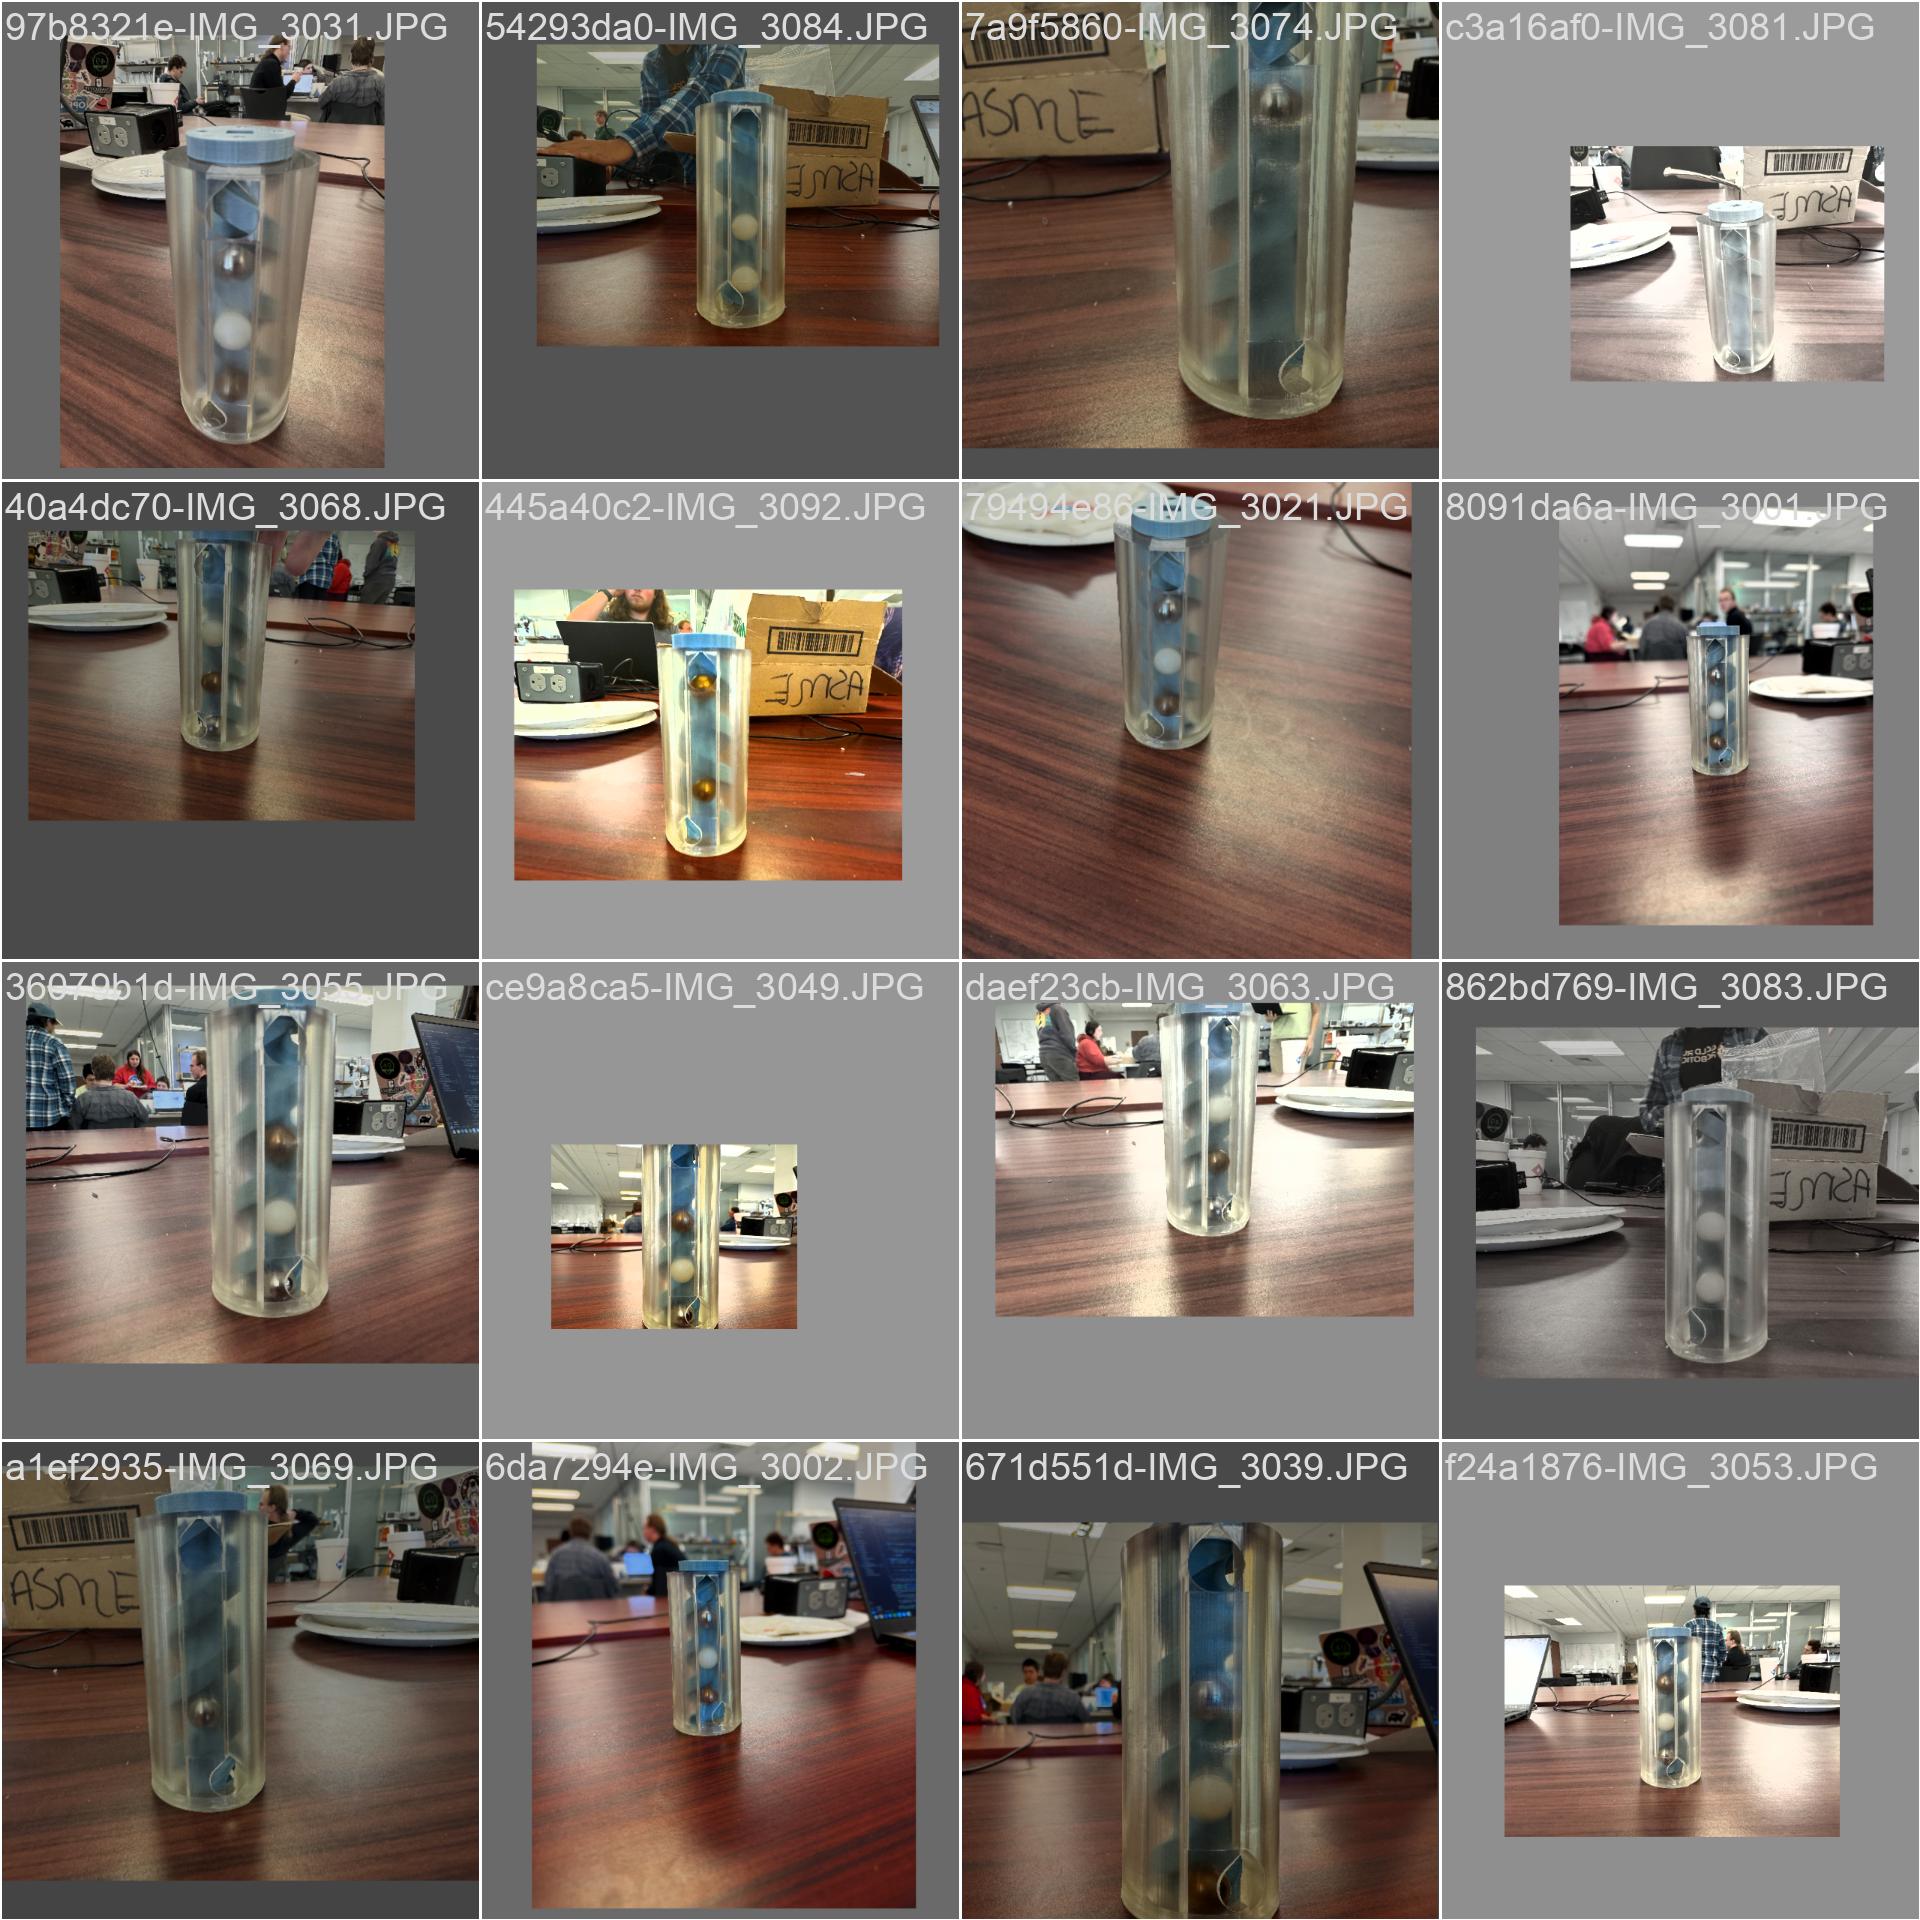 97b8321e-IMG_3031.JPG
54293da0-IMG_3084.JPG
7a9f5860-IMG_3074.JPG
c3a16af0-IMG_3081.JPG
ASME
ASME
ASME
40a4dc70-IMG_3068.JPG
445a40c2-IMG_3092.JPG
79494e86-IMG_3021.JPG
8091da6a-IMG_3001.JPG
ASME
36079b1d-IMG_3055.JPG
ce9a8ca5-IMG_3049.JPG
daef23cb-IMG_3063.JPG
862bd769-IMG_3083.JPG
ASME
a1ef2935-IMG_3069.JPG
6da7294e-IMG_3002.JPG
671d551d-IMG_3039.JPG
f24a1876-IMG_3053.JPG
ASME